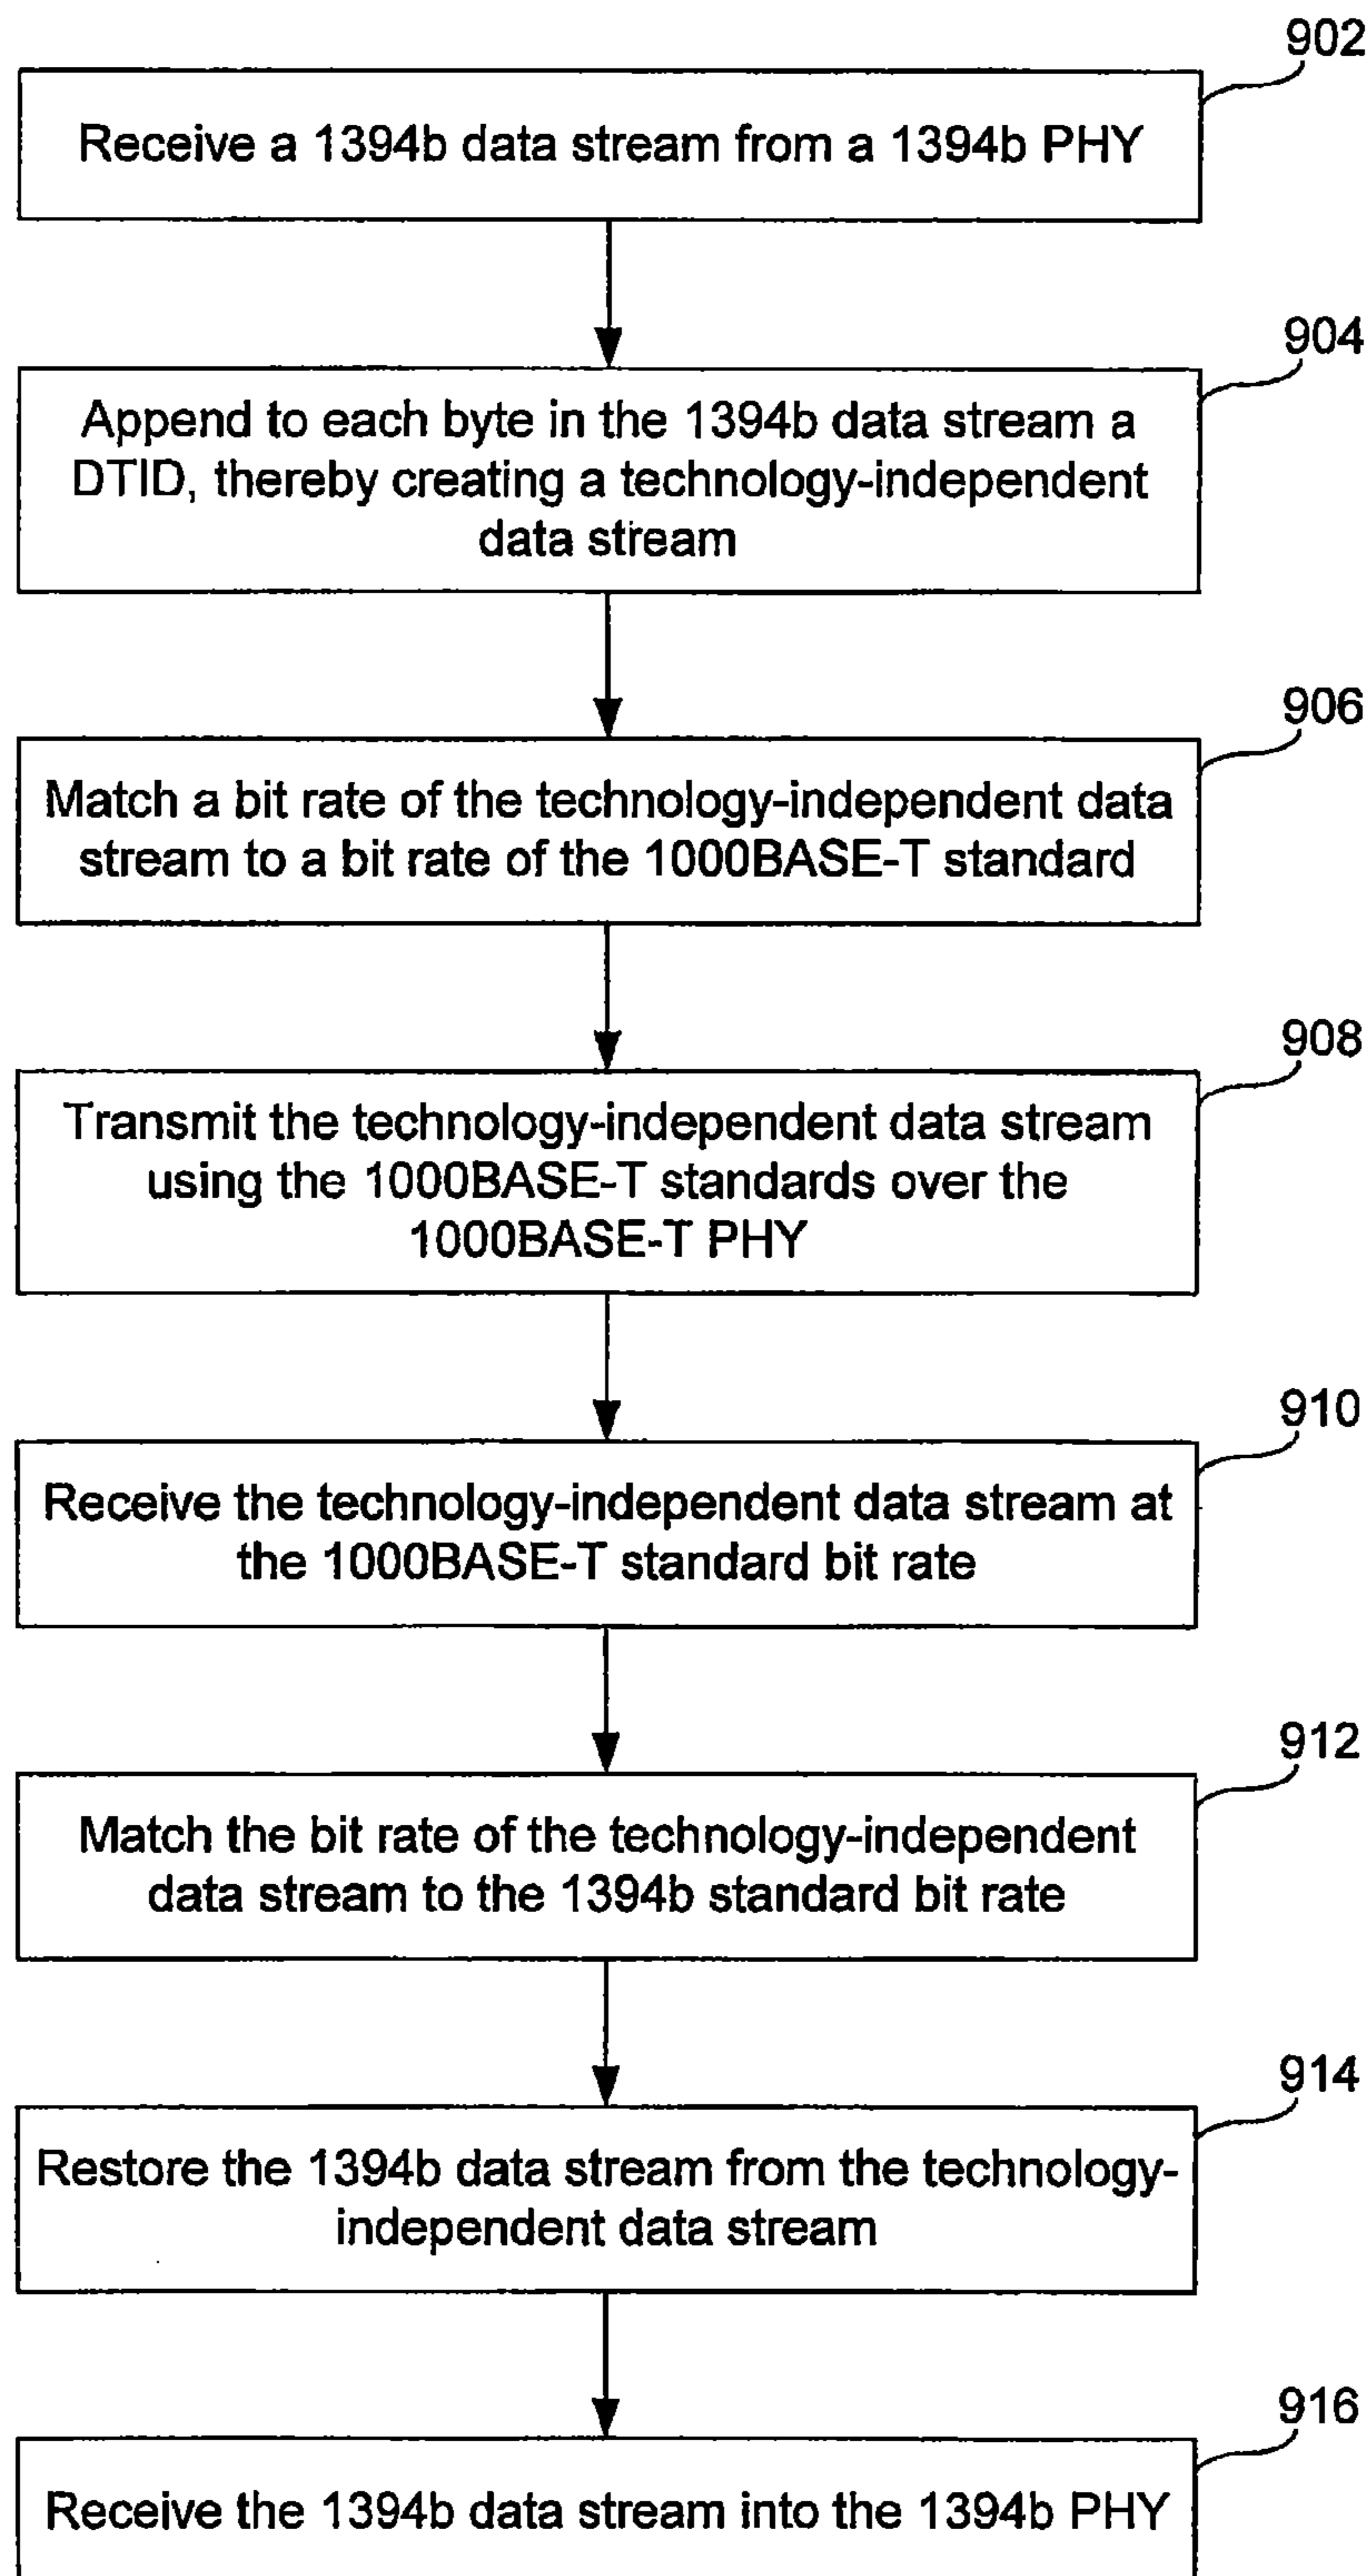 902
Receive a 1394b data stream from a 1394b PHY
904
Append to each byte in the 1394b data stream a
DTID, thereby creating a technology-independent
data stream
906
Match a bit rate of the technology-independent data
stream to a bit rate of the 1000BASE-T standard
908
Transmit the technology-independent data stream
using the 1000BASE-T standards over the
1000BASE-T PHY
910
Receive the technology-independent data stream at
the 1000BASE-T standard bit rate
912
Match the bit rate of the technology-independent
data stream to the 1394b standard bit rate
914
Restore the 1394b data stream from the technology-
independent data stream
916
Receive the 1394b data stream into the 1394b PHY